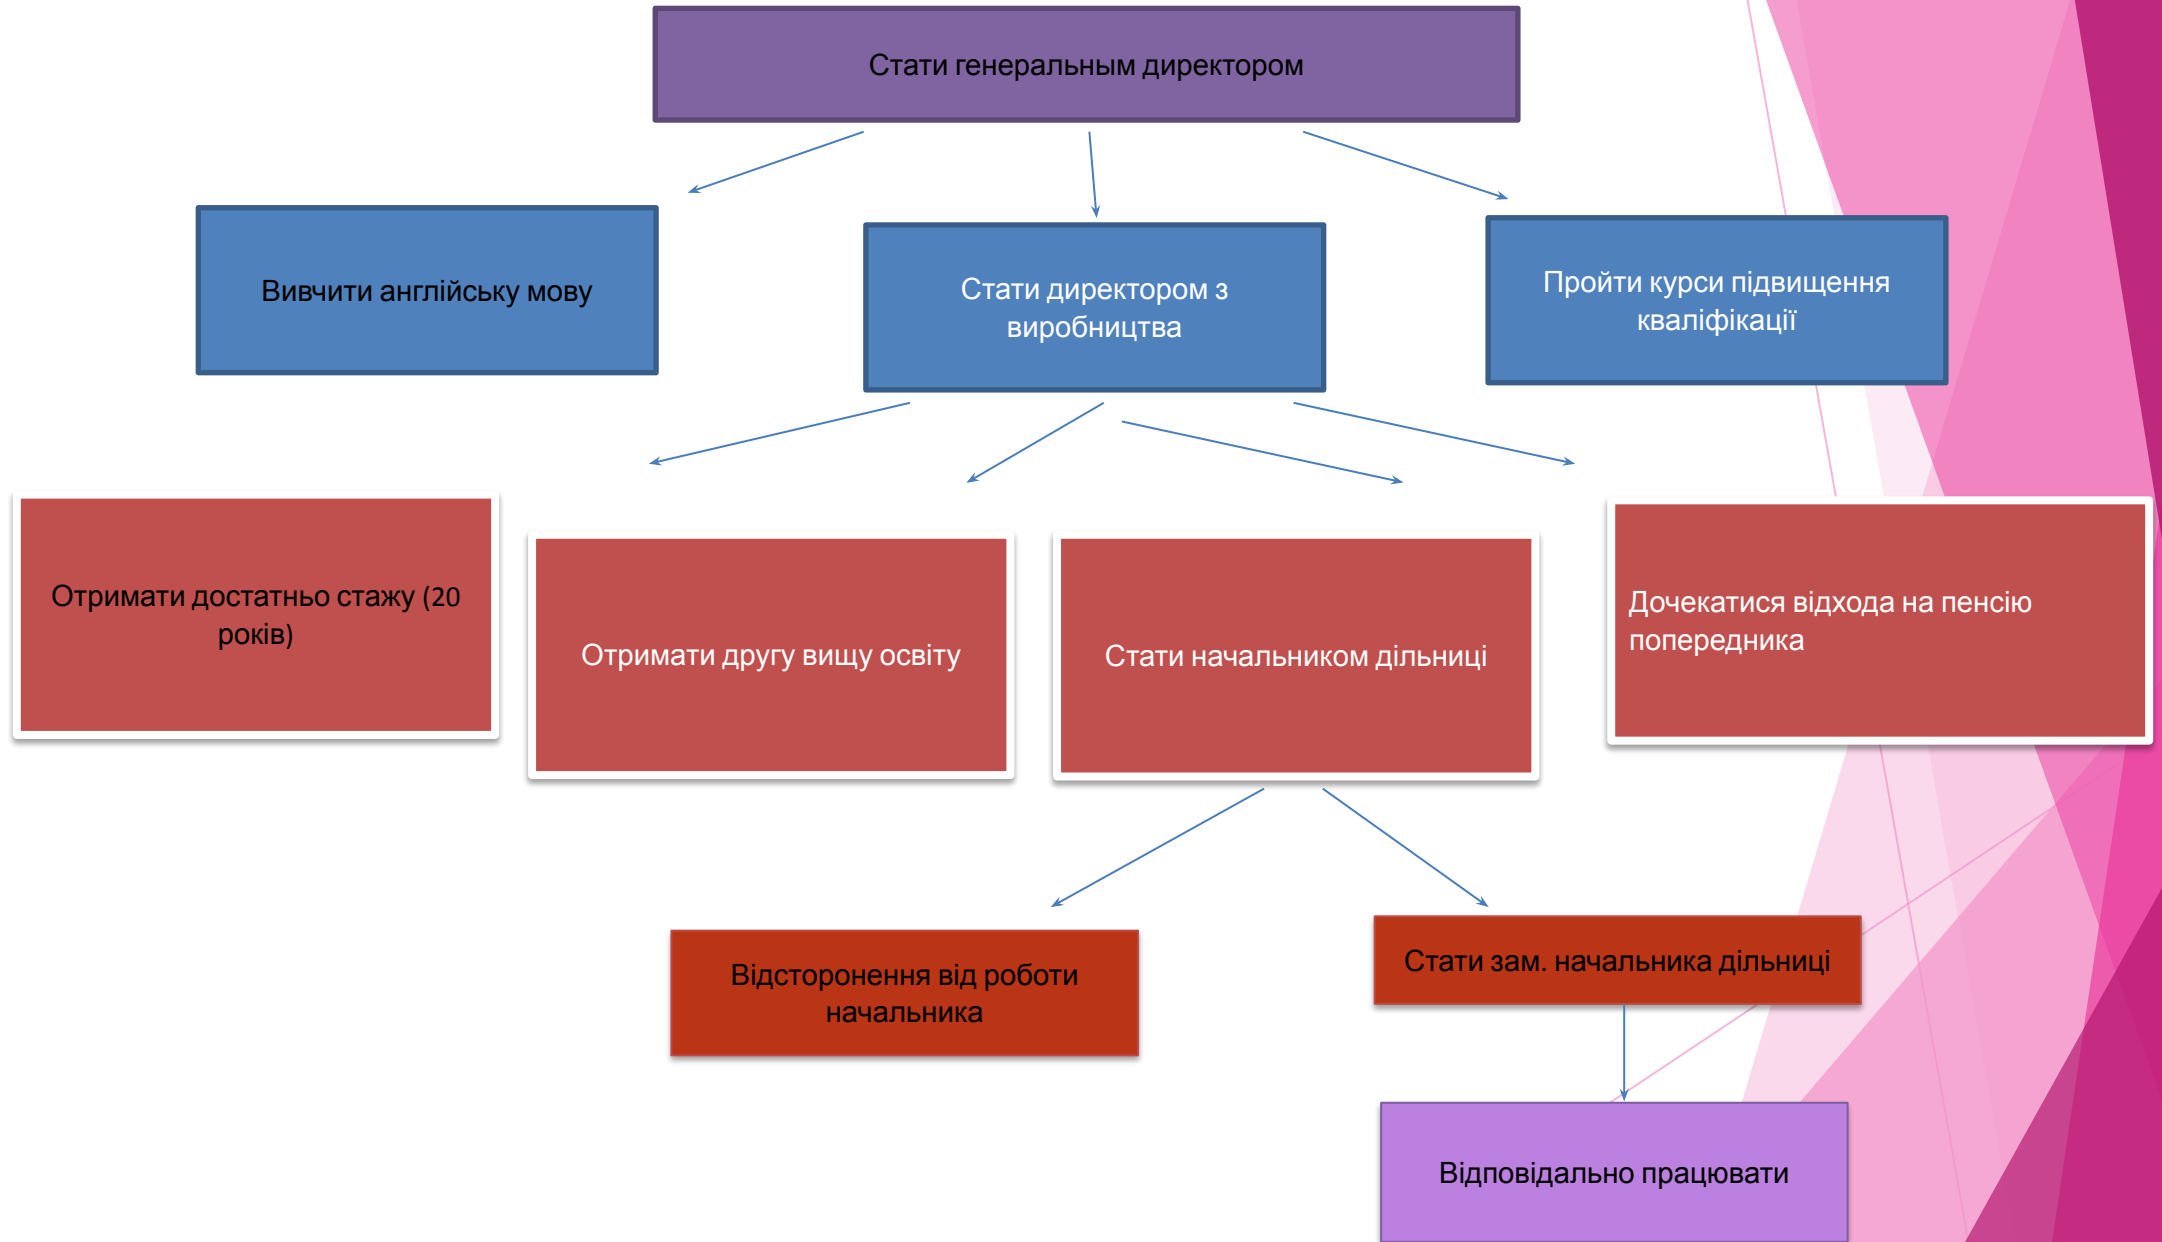 Стати генеральным директором
Вивчити англійську мову
Стати директором з
виробництва
Пройти курси підвищення
кваліфікації
Отримати достатньо стажу (20
років)
Отримати другу вищу освіту
Стати начальником дільниці
Дочекатися відхода на пенсію
попередника
Відсторонення від роботи
начальника
Стати зам. начальника дільниці
Відповідально працювати